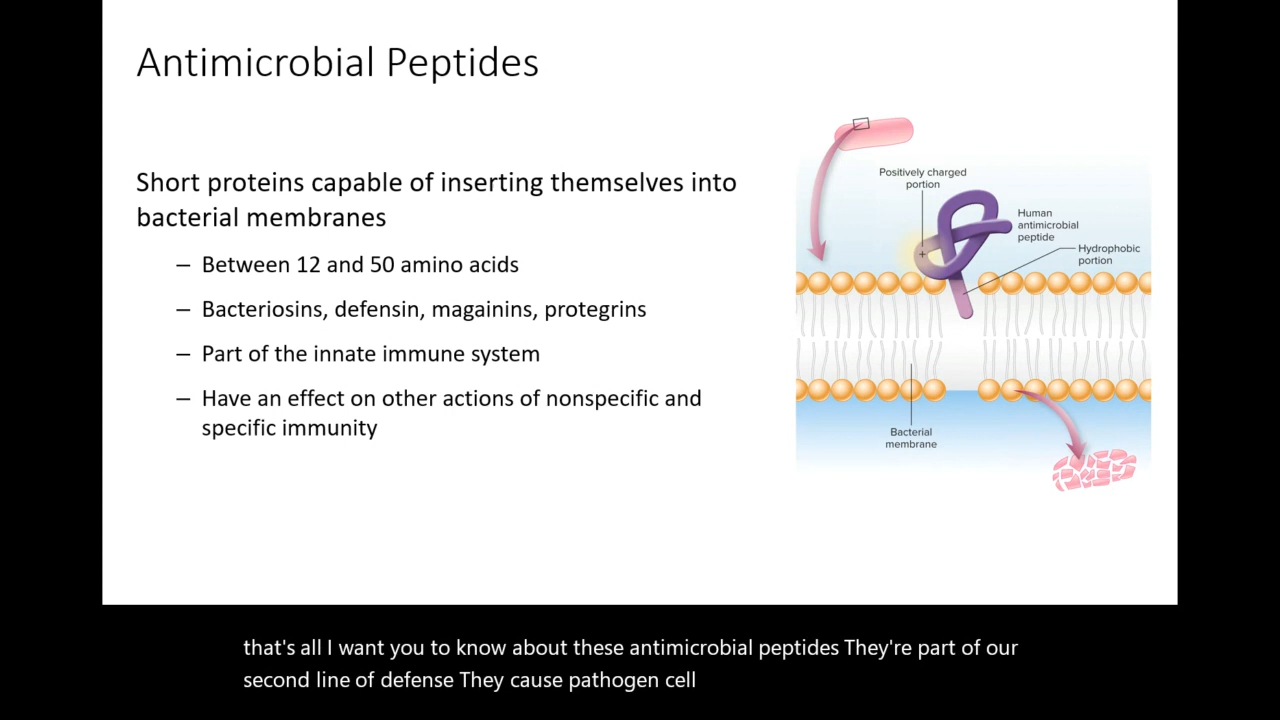 Antimicrobial Peptides
Short proteins capable of inserting themselves into
bacterial membranes
– Between 12 and 50 amino acids
– Bacteriosins, defensin, magainins, protegrins
– Part of the innate immune system
– Have an effect on other actions of nonspecific and
specific immunity
Positively charged
portion
Human
antimicrobial
peptide
Hydrophobic
portion
+
Bacterial
membrane
that's all I want you to know about these antimicrobial peptides They're part of our
second line of defense They cause pathogen cell